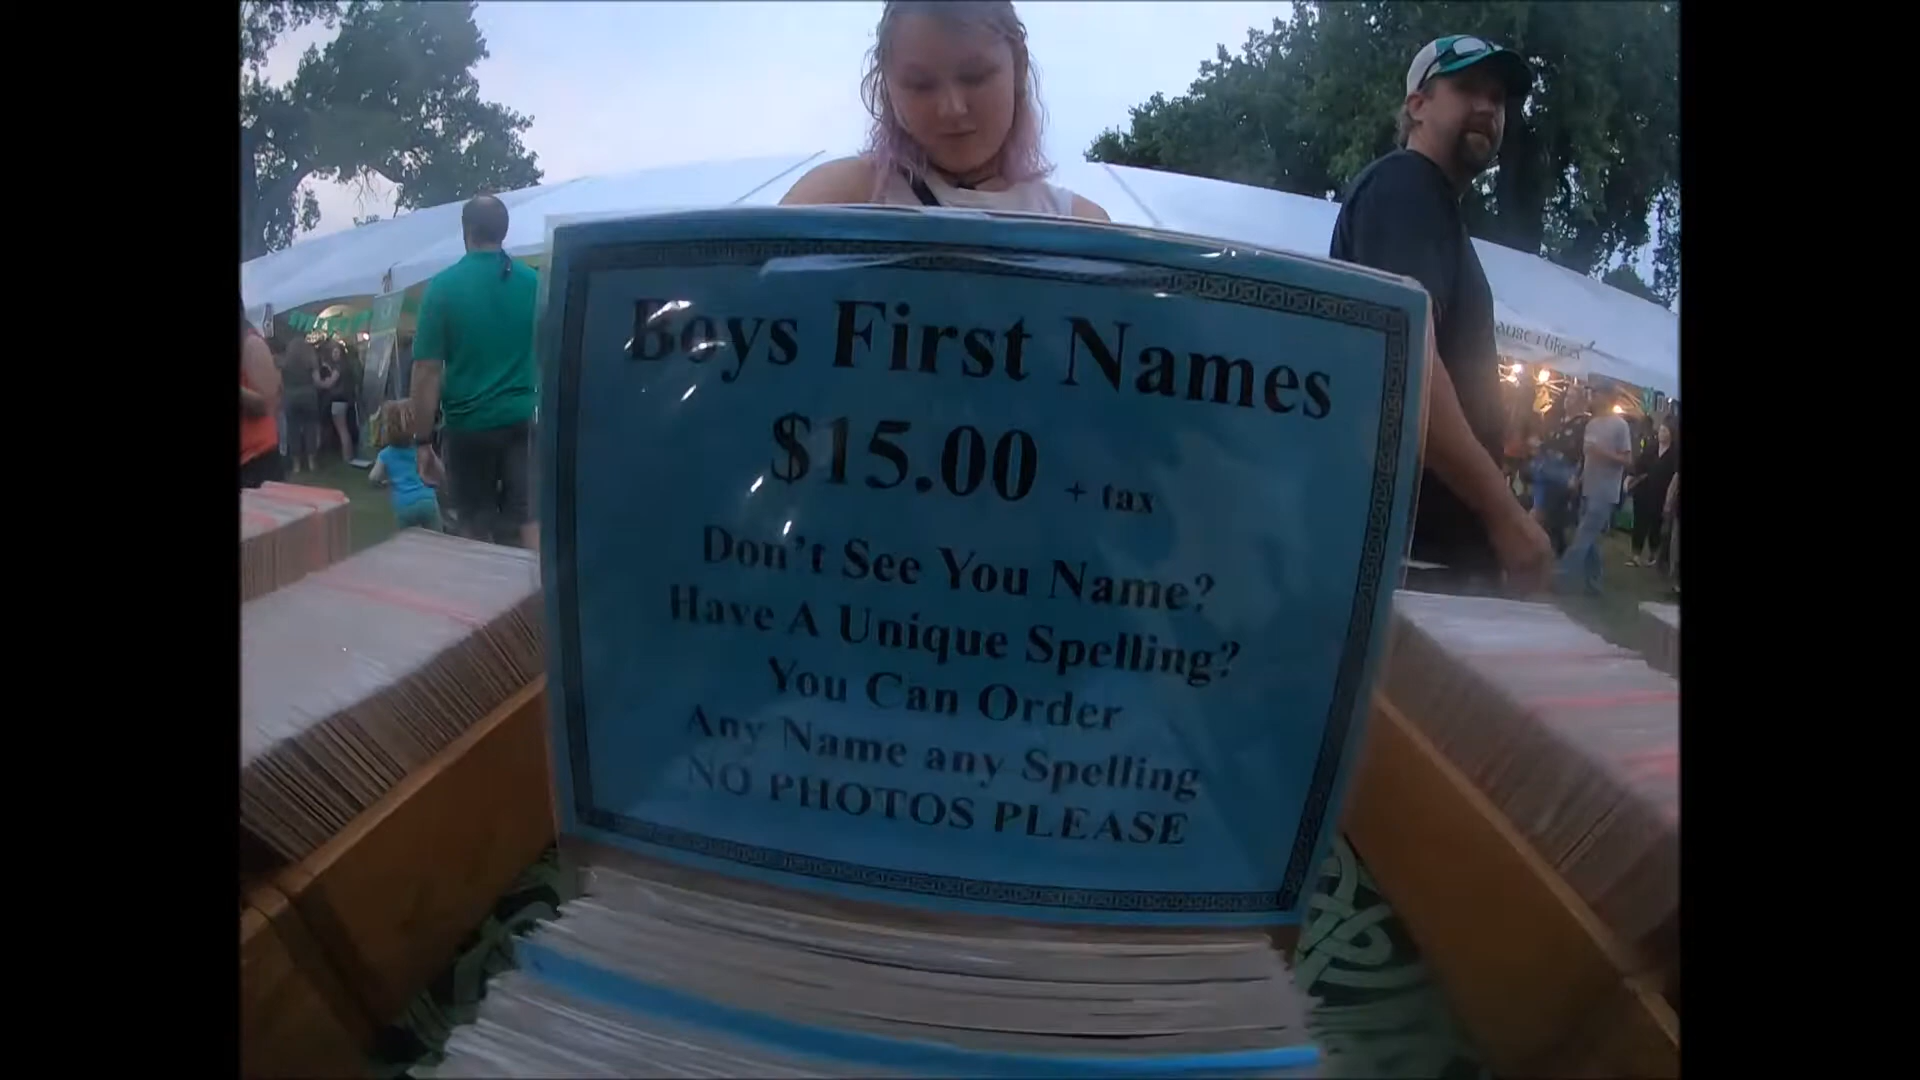 Boys First Names
$15.00 + tax
Don't See You Name?
Have A Unique Spelling?
You Can Order
Any Name any Spelling
NO PHOTOS PLEASE